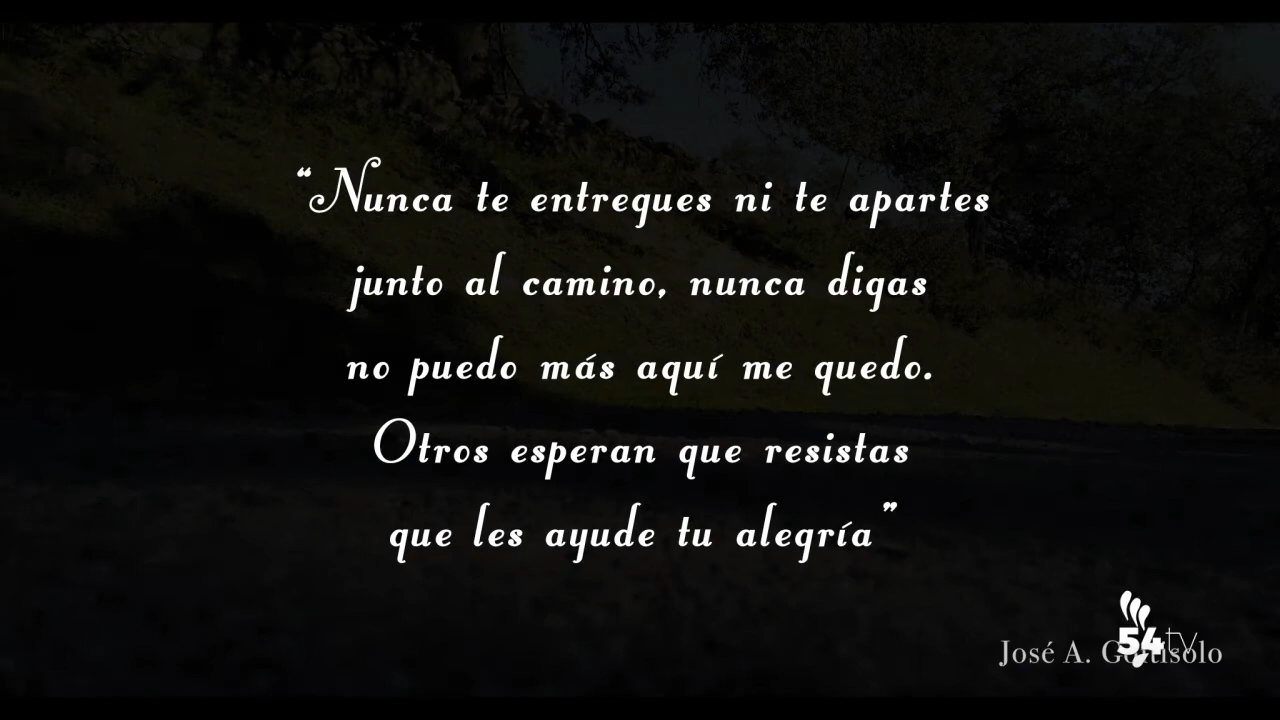 “Nunca te entregues ni te apartes
junto al camino, nunca digas
no puedo más aquí me quedo.
Otros esperan que resistas
que les ayude tu alegría”
54tv
José A.